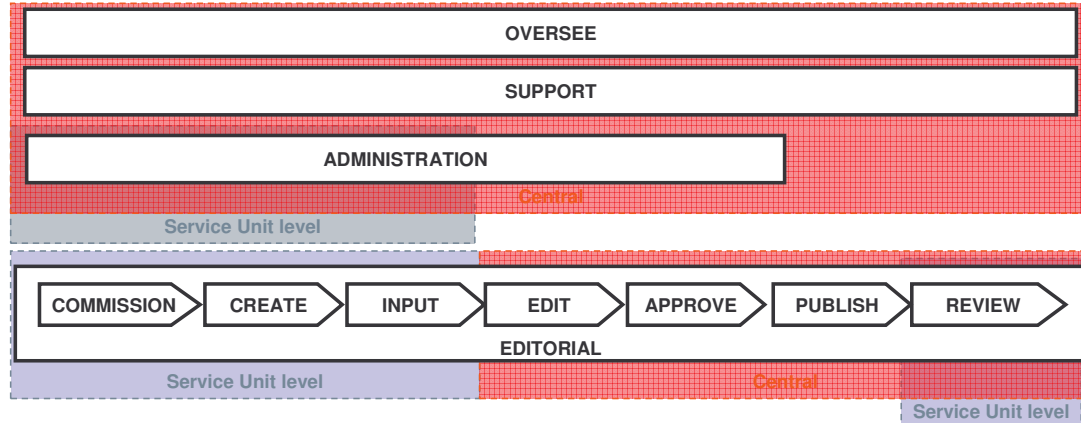 OVERSEE
SUPPORT
ADMINISTRATION
Central
Service Unit level
COMMISSION CREATE INPUT EDIT APPROVE PUBLISH REVIEW
EDITORIAL
Service Unit level Central
Service Unit level